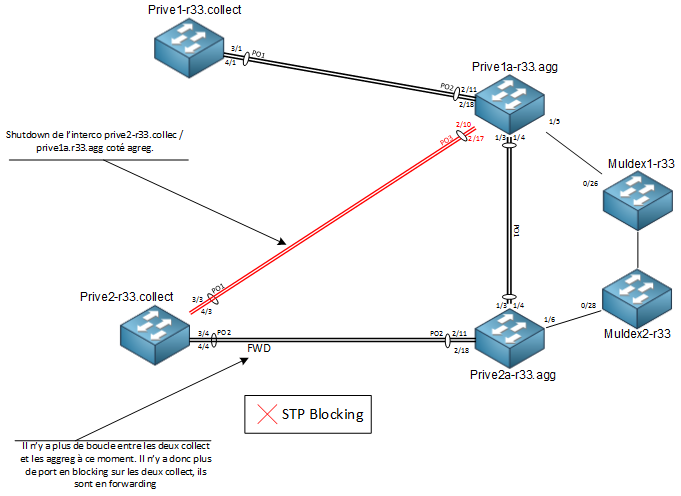 Prive1-r33.collect
3/1
4/1
PO1
Prive1a-r33.agg
PO2
2/11
2/18
Shutdown de l'interco prive2-r33.collec /
prive1a.r33.agg coté agreg.
2/10
2/17
PO3
1/3
1/4
1/5
Muldex1-r33
0/26
PO1
Prive2-r33.collect
3/3
4/3
PO1
3/4
4/4
PO2
FWD
PO2
2/11
2/18
1/3
1/4
1/6
0/28
Muldex2-r33
Prive2a-r33.agg
STP Blocking
Il n'y a plus de boucle entre les deux collect
et les aggreg à ce moment. Il n'y a donc plus
de port en blocking sur les deux collect, ils
sont en forwarding